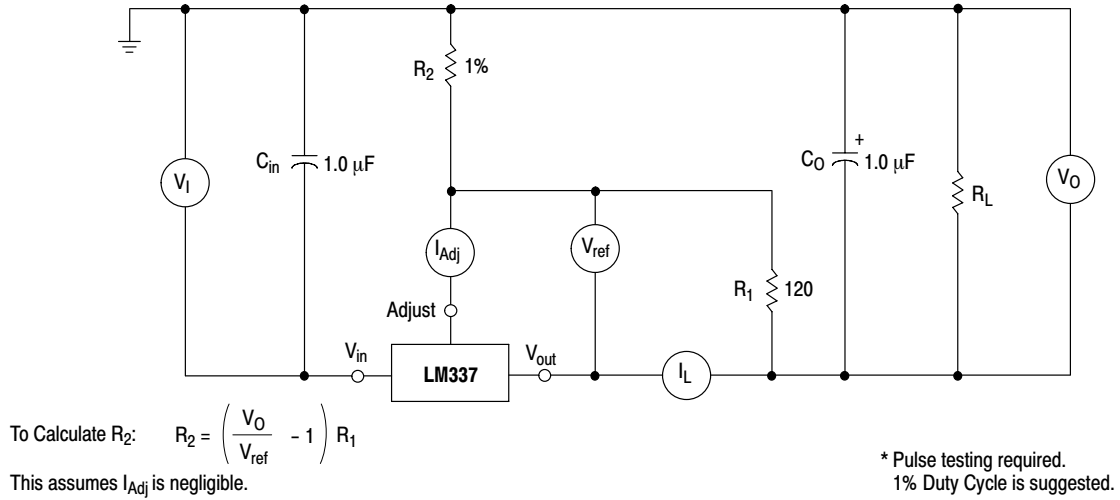 R2 1%
Cin 1.0 μF
CO + 1.0 μF
VI
RL
VO
IAdj
Vref
R1 120
Adjust
Vin
LM337
Vout
IL
To Calculate R2: R2 = (VO / Vref - 1) R1
This assumes IAdj is negligible.
* Pulse testing required.
1% Duty Cycle is suggested.